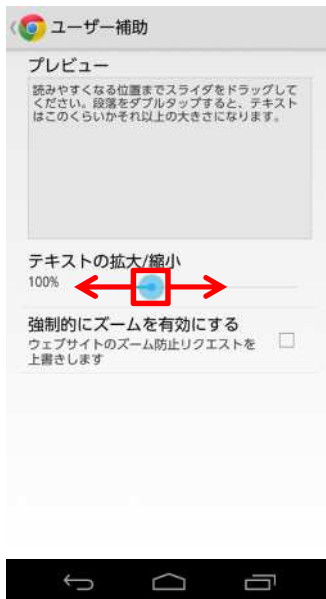 ユーザー補助
プレビュー
読みやすくなる位置までスライダをドラッグして
ください。段落をダブルタップすると、テキスト
はこのくらいかそれ以上の大きさになります。
テキストの拡大/縮小
100%
強制的にズームを有効にする
ウェブサイトのズーム防止リクエストを
上書きします